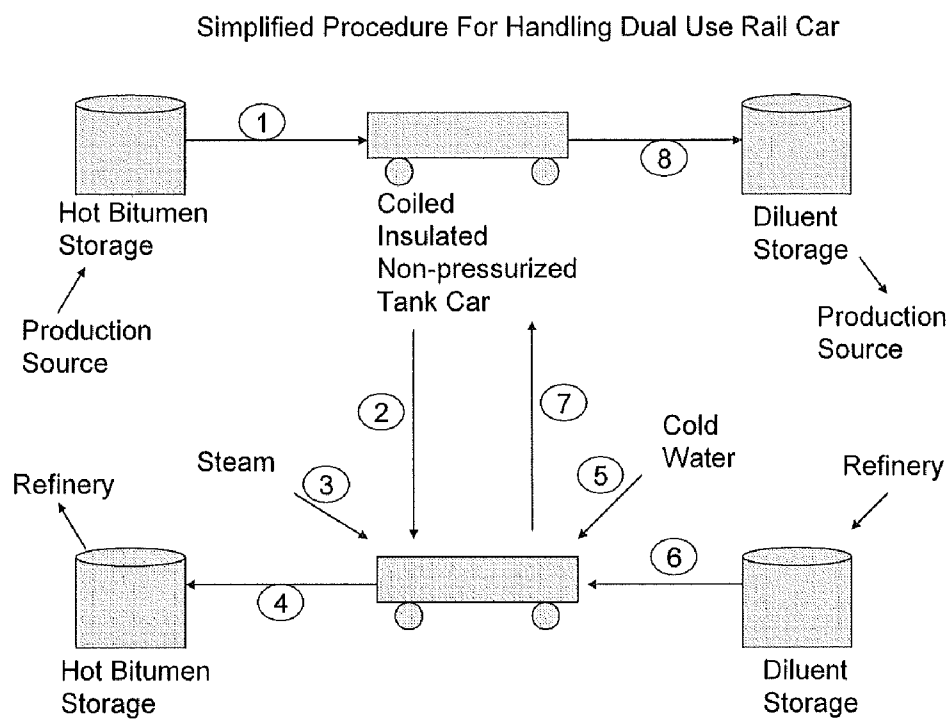 Simplified Procedure For Handling Dual Use Rail Car
1
8
Hot Bitumen
Storage
Coiled
Insulated
Non-pressurized
Tank Car
Diluent
Storage
Production
Source
Production
Source
2
7
Cold
Water
Steam
3
5
Refinery
Refinery
6
4
Hot Bitumen
Storage
Diluent
Storage